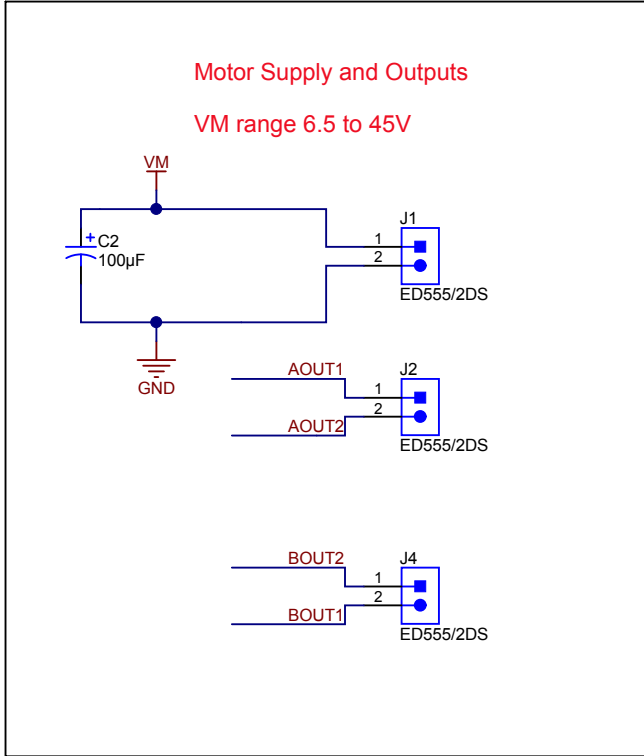 Motor Supply and Outputs
VM range 6.5 to 45V
VM
+
C2
100µF
J1
1
2
ED555/2DS
GND
AOUT1
AOUT2
J2
1
2
ED555/2DS
BOUT2
BOUT1
J4
1
2
ED555/2DS